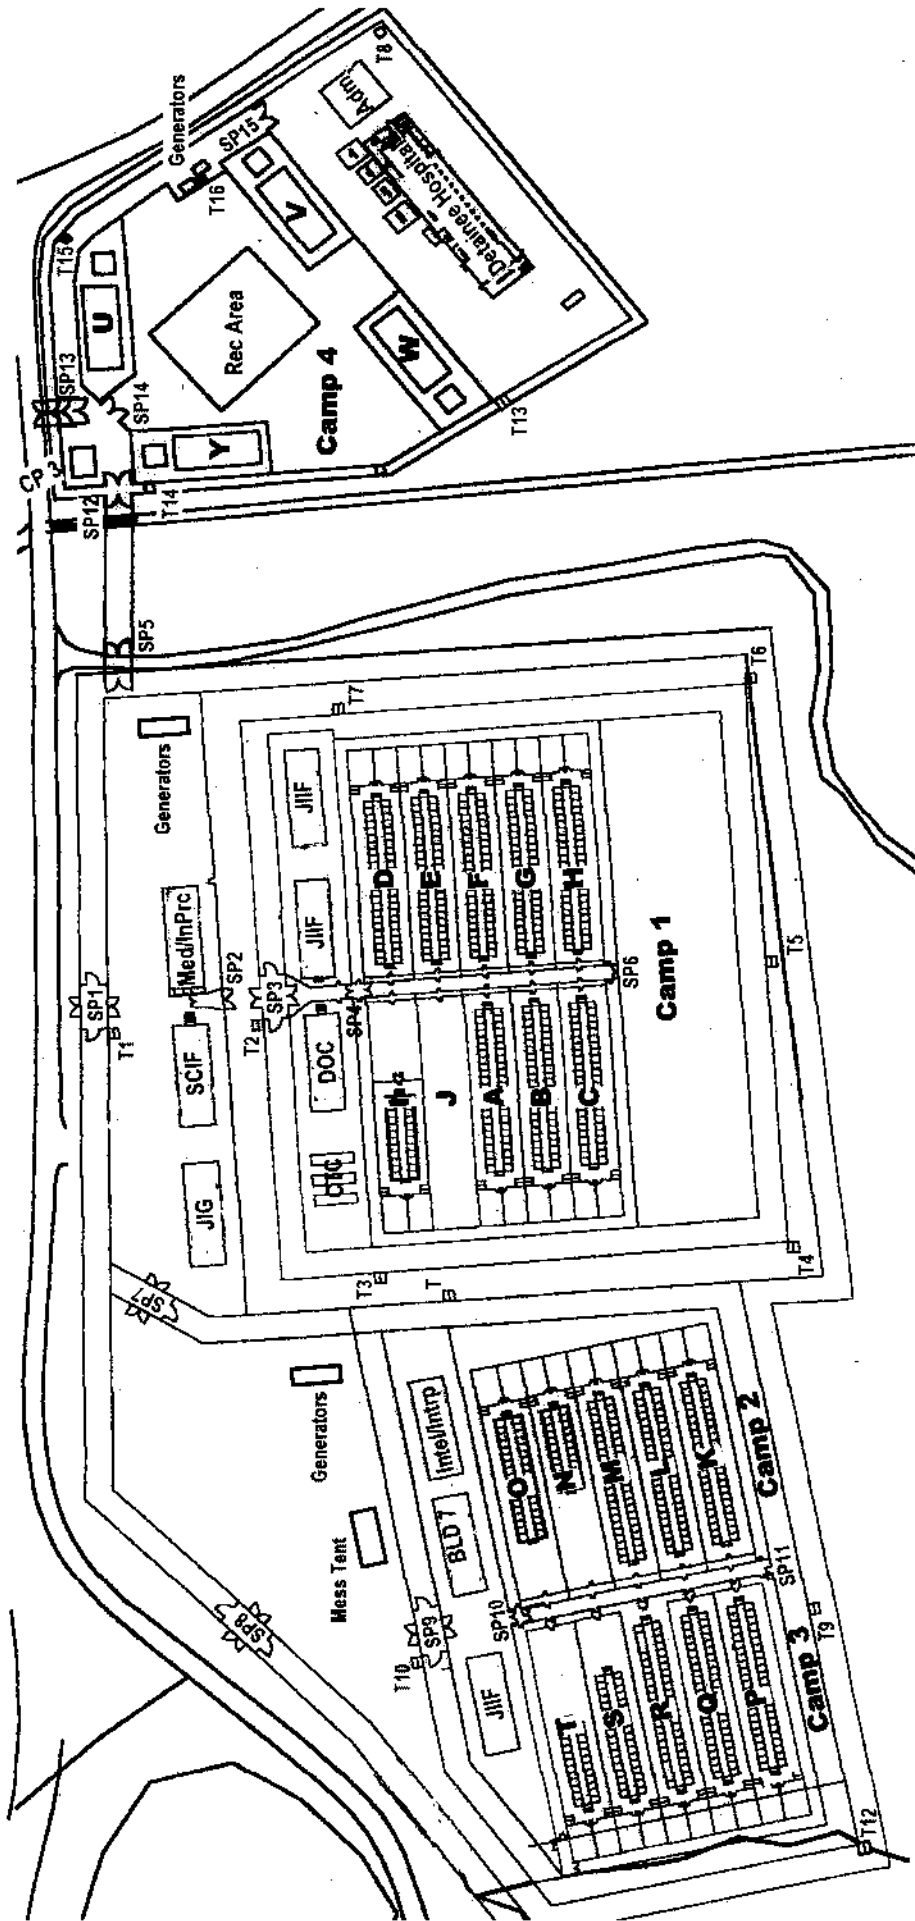 Generators
T8
Adm
SP15
T16
V
Detainee Hospital
T15
U
Rec Area
W
SP13
SP14
Camp 4
T13
CP
Y
SP12
T14
SP5
Generators
T7
T6
JIIF
Med/InPrc
SP2
JIIF
D
E
F
G
H
SP1
T1
T2
SP3
SP4
SP6
Camp 1
T5
SCIF
DOC
J
A
B
C
JIG
CTC
I
SP7
T3
T
T4
Generators
Intel/Intrp
O
N
M
L
K
Camp 2
Mess Tent
BLD 7
SP8
SP9
T10
SP10
SP11
JIIF
T
S
R
Q
P
Camp 3
T9
T12